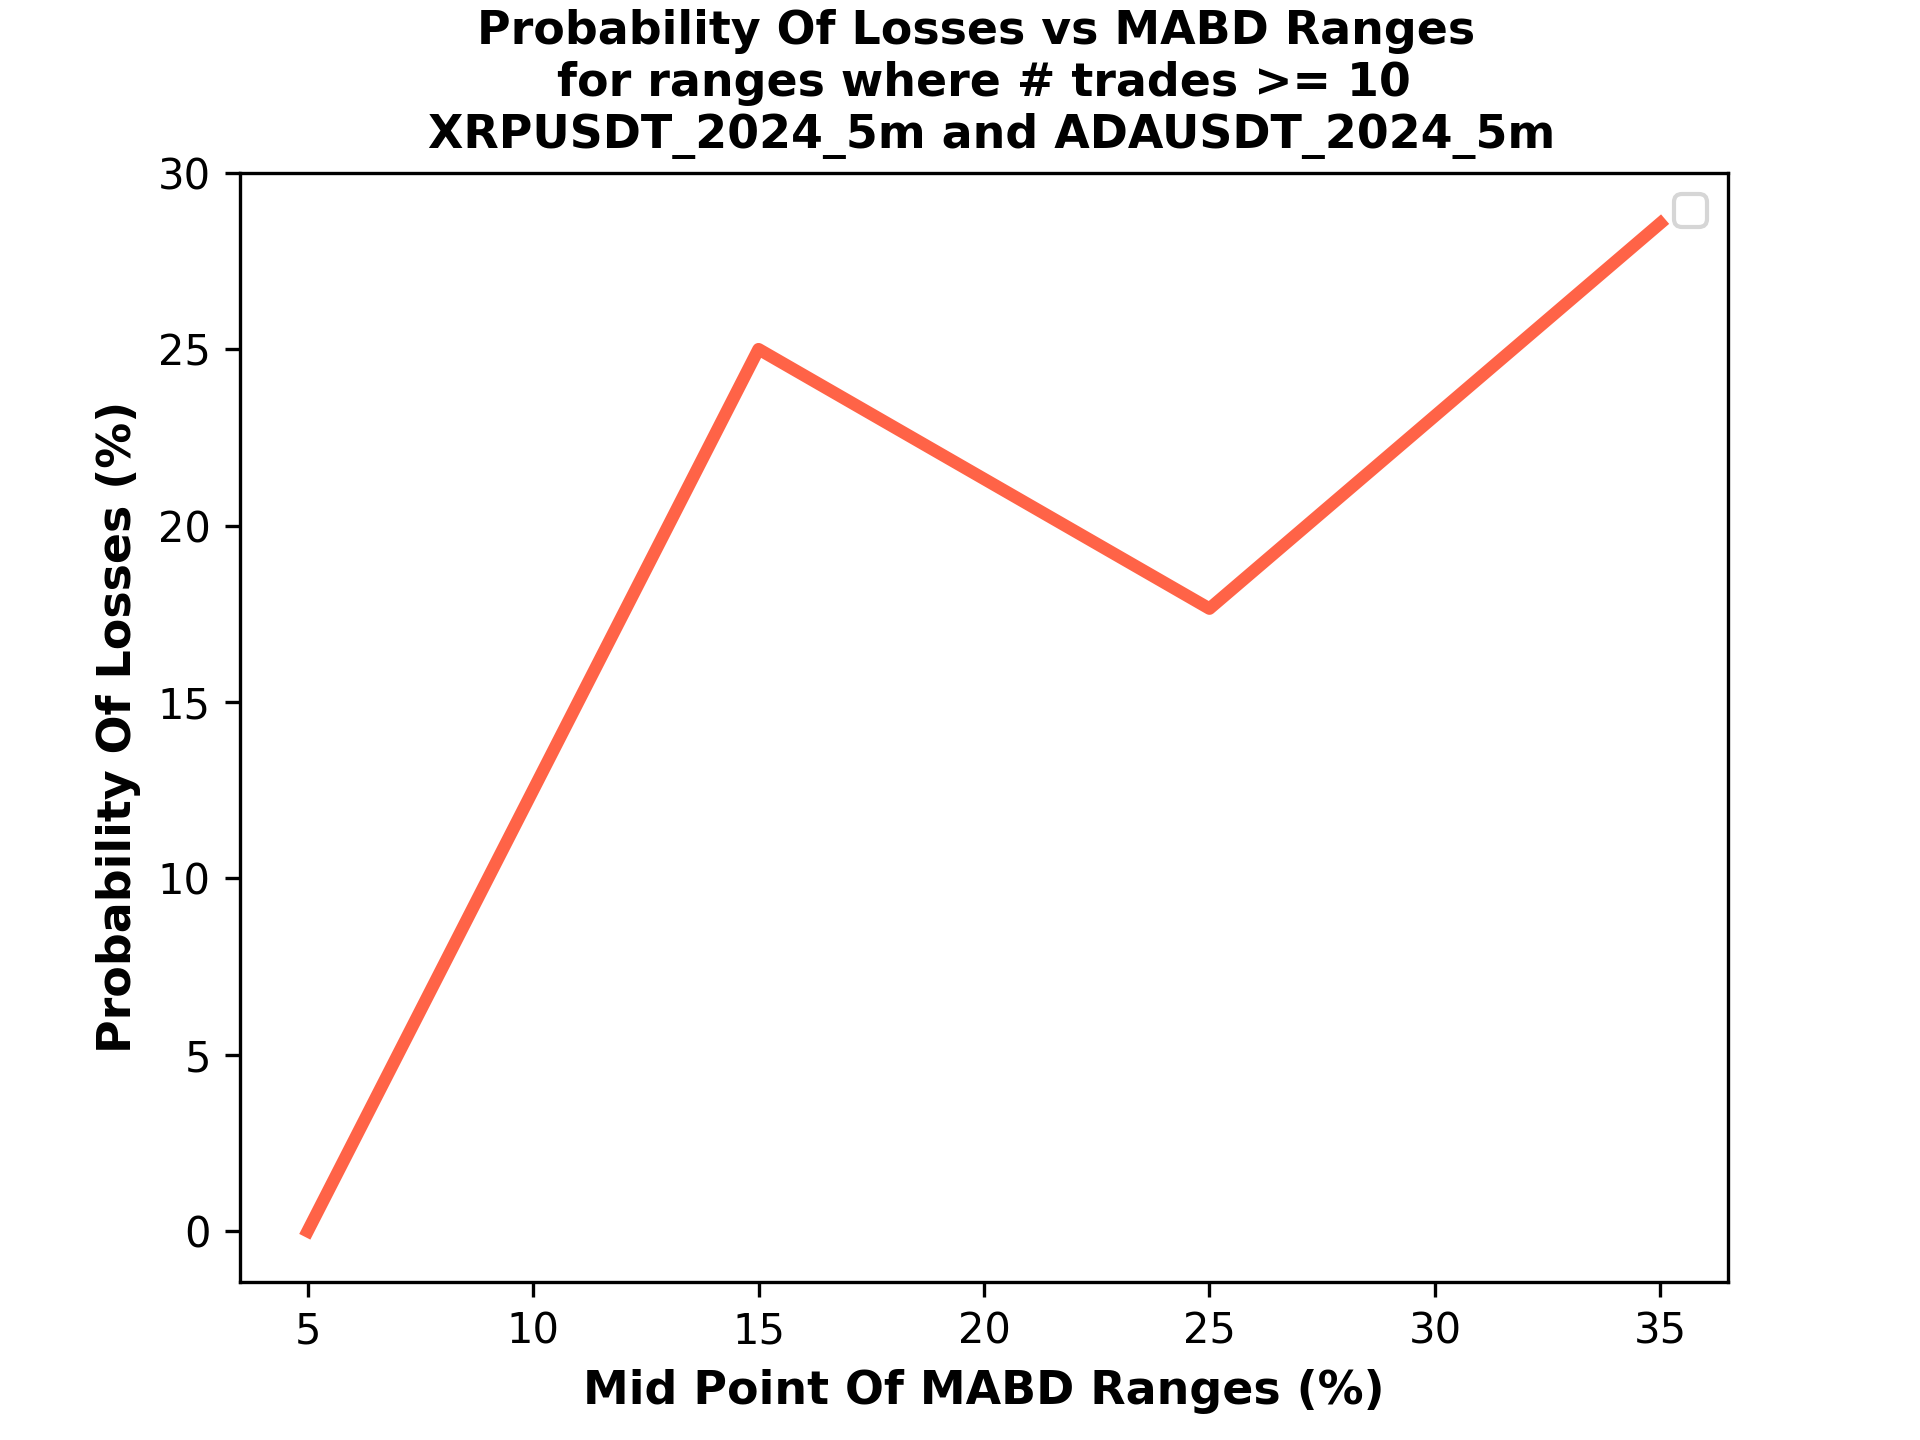 Probability Of Losses vs MABD Ranges
for ranges where # trades >= 10
XRPUSDT_2024_5m and ADAUSDT_2024_5m
30
25
20
15
10
5
0
Probability Of Losses (%)
5 10 15 20 25 30 35
Mid Point Of MABD Ranges (%)